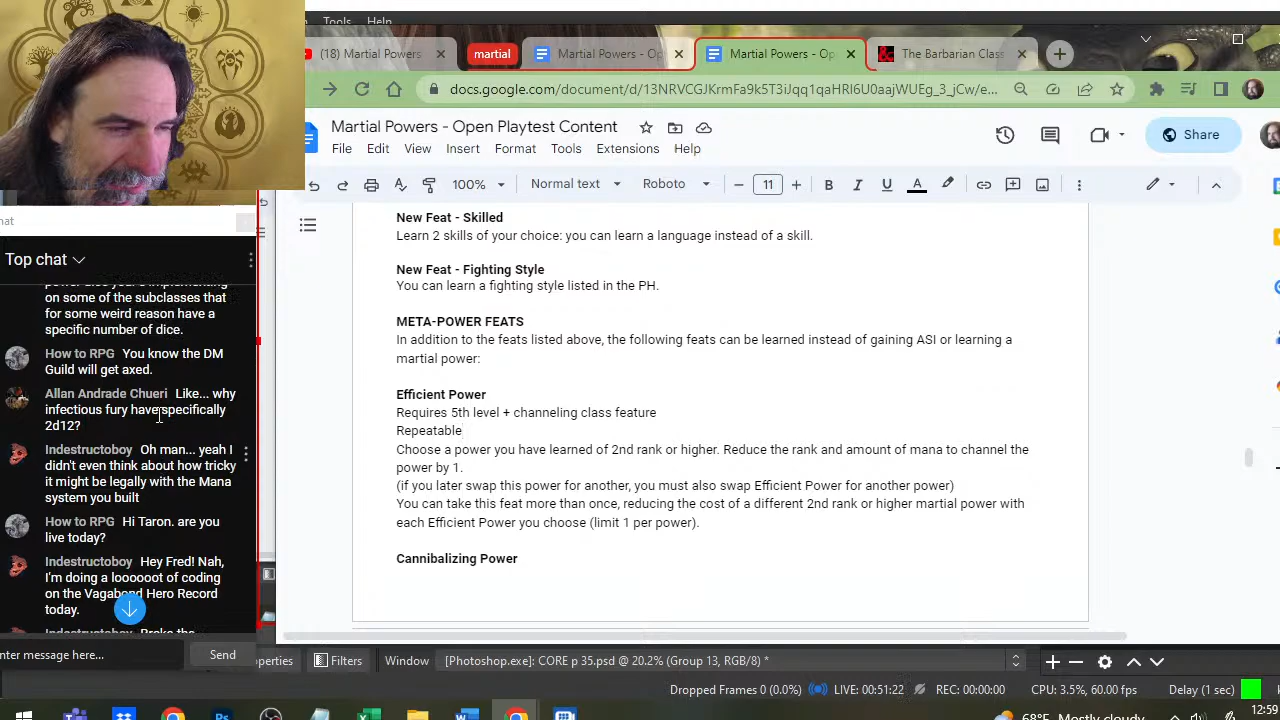 Tools Help
(18) Martial Powers
martial
Martial Powers - Op
Martial Powers - Op
The Barbarian Class
docs.google.com/document/d/13NRVCGJKrmFa9k5T3iJqq1qaHRI6U0aajWUEg_3_jCw/e...
Martial Powers - Open Playtest Content
File Edit View Insert Format Tools Extensions Help
Share
100% Normal text Roboto 11 B I U A
New Feat - Skilled
Learn 2 skills of your choice: you can learn a language instead of a skill.
New Feat - Fighting Style
You can learn a fighting style listed in the PH.
META-POWER FEATS
In addition to the feats listed above, the following feats can be learned instead of gaining ASI or learning a
martial power:
Efficient Power
Requires 5th level + channeling class feature
Repeatable
Choose a power you have learned of 2nd rank or higher. Reduce the rank and amount of mana to channel the
power by 1.
(if you later swap this power for another, you must also swap Efficient Power for another power)
You can take this feat more than once, reducing the cost of a different 2nd rank or higher martial power with
each Efficient Power you choose (limit 1 per power).
Cannibalizing Power
Top chat
on some of the subclasses that
for some weird reason have a
specific number of dice.
How to RPG You know the DM
Guild will get axed.
Allan Andrade Chueri Like... why
infectious fury have specifically
2d12?
Indestructoboy Oh man... yeah I
didn't even think about how tricky
it might be legally with the Mana
system you built
How to RPG Hi Taron. are you
live today?
Indestructoboy Hey Fred! Nah,
I'm doing a loooooot of coding
on the Vagabond Hero Record
today.
nter message here...
Send
operties Filters Window [Photoshop.exe]: CORE p 35.psd @ 20.2% (Group 13, RGB/8) *
Dropped Frames 0 (0.0%) LIVE: 00:51:22 REC: 00:00:00 CPU: 3.5%, 60.00 fps Delay (1 sec)
68°F Mostly cloudy 12:59